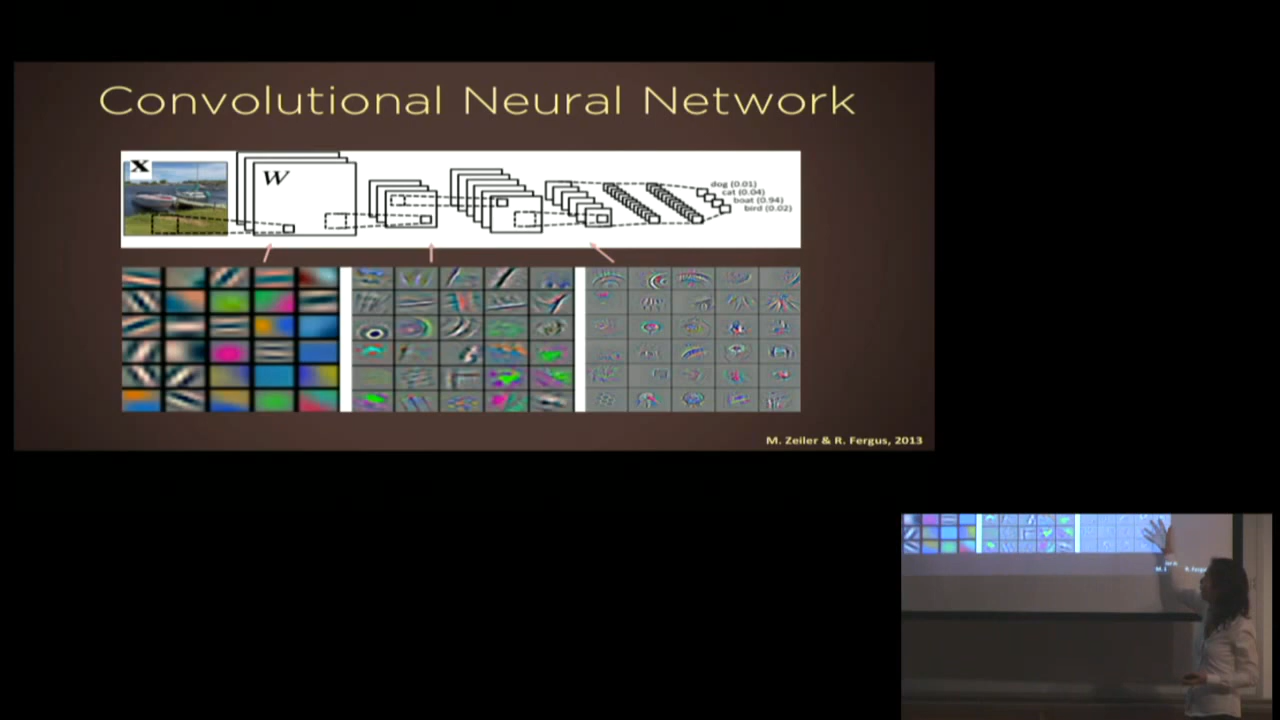 Convolutional Neural Network
X
W
dog (0.01)
cat (0.04)
boat (0.94)
bird (0.02)
M. Zeiler & R. Fergus, 2013